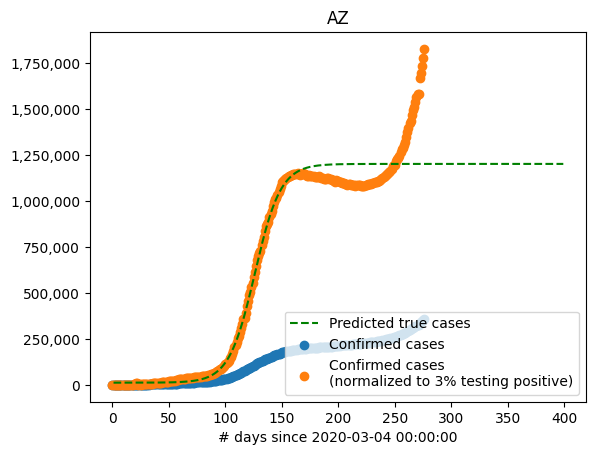 AZ
1,750,000
1,500,000
1,250,000
1,000,000
750,000
500,000
250,000
0
Predicted true cases
Confirmed cases
Confirmed cases
(normalized to 3% testing positive)
0 50 100 150 200 250 300 350 400
# days since 2020-03-04 00:00:00